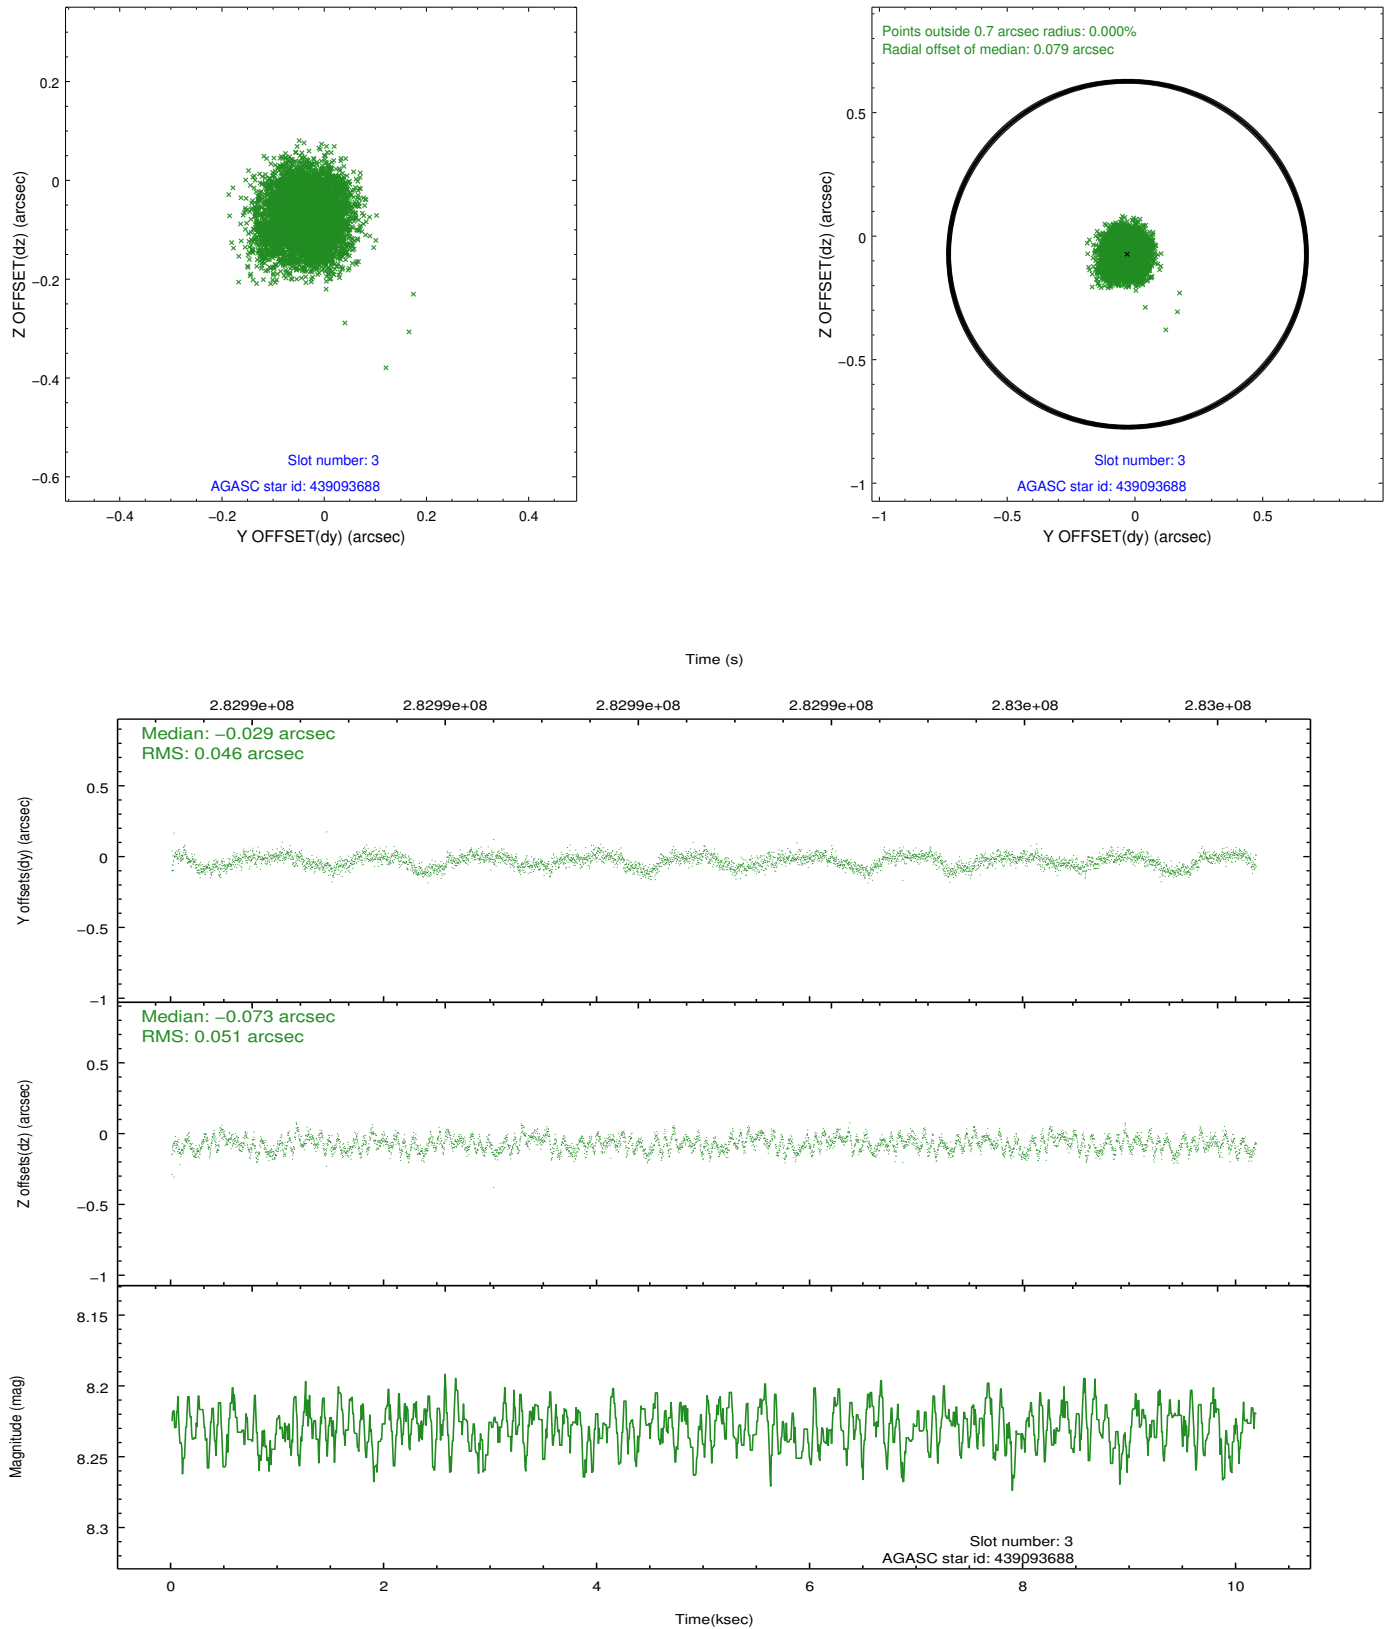 0.2
0
−0.2
−0.4
−0.6
Z OFFSET(dz) (arcsec)
−0.4
−0.2
0
0.2
0.4
Y OFFSET(dy) (arcsec)
Slot number: 3
AGASC star id: 439093688
Points outside 0.7 arcsec radius: 0.000%
Radial offset of median: 0.079 arcsec
0.5
0
−0.5
−1
Z OFFSET(dz) (arcsec)
Slot number: 3
AGASC star id: 439093688
−1
−0.5
0
0.5
Y OFFSET(dy) (arcsec)
Time (s)
2.8299e+08
2.8299e+08
2.8299e+08
2.8299e+08
2.83e+08
2.83e+08
Median: −0.029 arcsec
RMS: 0.046 arcsec
0.5
0
−0.5
−1
Y offsets(dy) (arcsec)
Median: −0.073 arcsec
RMS: 0.051 arcsec
0.5
0
−0.5
−1
Z offsets(dz) (arcsec)
8.15
8.2
8.25
8.3
Magnitude (mag)
Slot number: 3
AGASC star id: 439093688
0
2
4
6
8
10
Time(ksec)